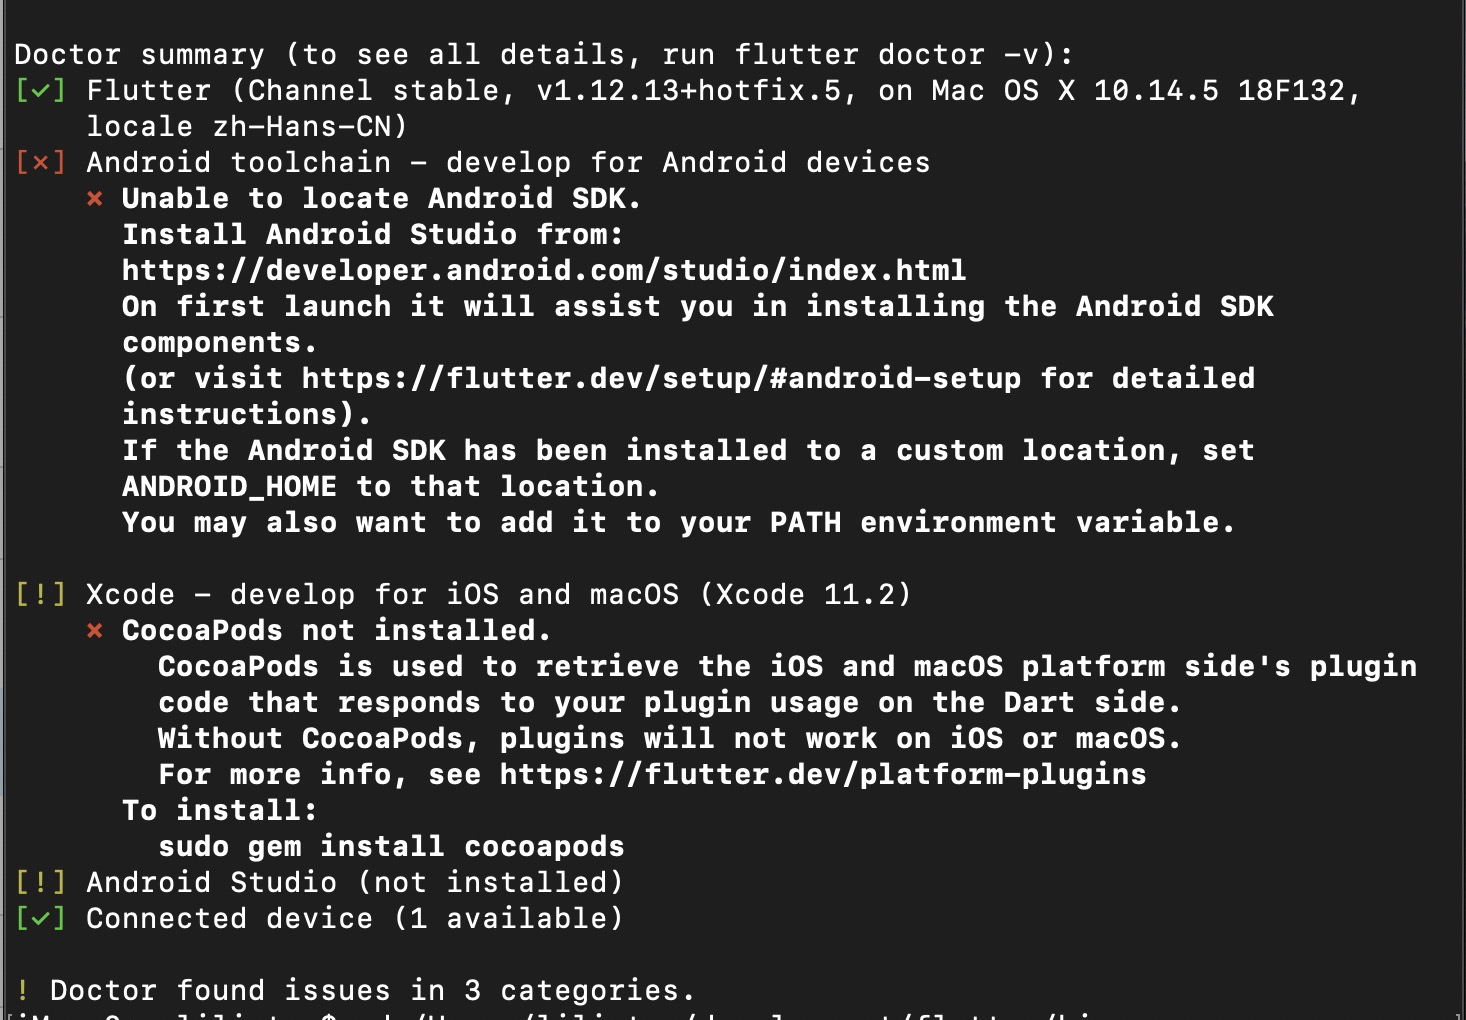 Doctor summary (to see all details, run flutter doctor -v):
[✓] Flutter (Channel stable, v1.12.13+hotfix.5, on Mac OS X 10.14.5 18F132,
locale zh-Hans-CN)
[✗] Android toolchain - develop for Android devices
✗ Unable to locate Android SDK.
Install Android Studio from:
https://developer.android.com/studio/index.html
On first launch it will assist you in installing the Android SDK
components.
(or visit https://flutter.dev/setup/#android-setup for detailed
instructions).
If the Android SDK has been installed to a custom location, set
ANDROID_HOME to that location.
You may also want to add it to your PATH environment variable.
[!] Xcode - develop for iOS and macOS (Xcode 11.2)
✗ CocoaPods not installed.
CocoaPods is used to retrieve the iOS and macOS platform side's plugin
code that responds to your plugin usage on the Dart side.
Without CocoaPods, plugins will not work on iOS or macOS.
For more info, see https://flutter.dev/platform-plugins
To install:
sudo gem install cocoapods
[!] Android Studio (not installed)
[✓] Connected device (1 available)
! Doctor found issues in 3 categories.